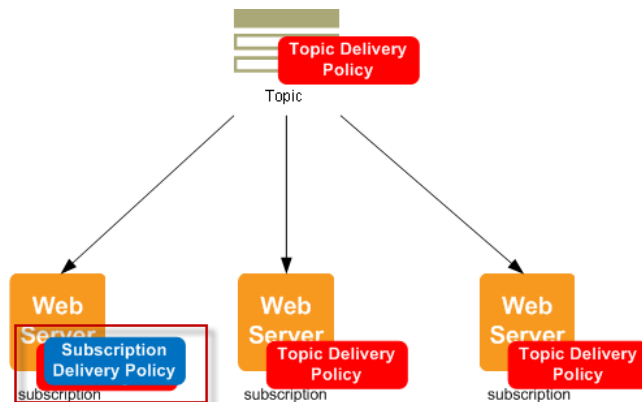 Topic Delivery
Policy
Topic
Web
Server
Subscription
Delivery Policy
subscription
Web
Server
Topic Delivery
Policy
subscription
Web
Server
Topic Delivery
Policy
subscription